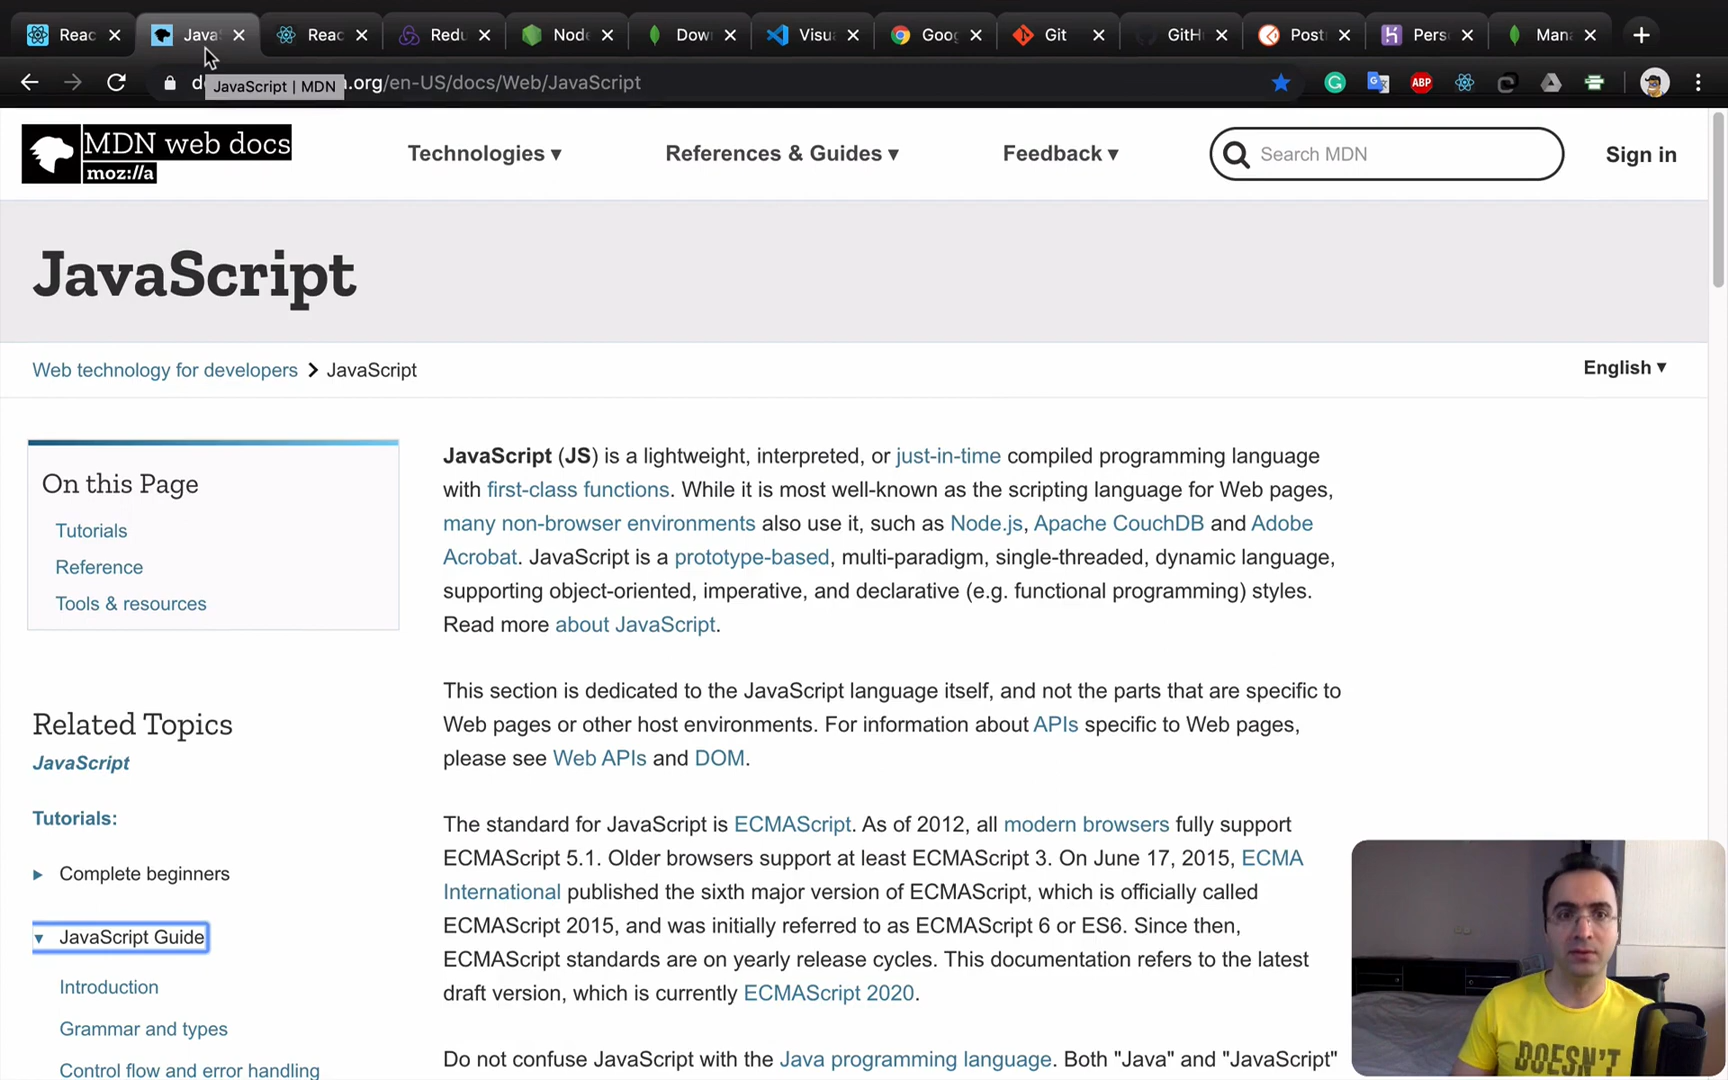 Reac
Java
Reac
Redu
Node
Dow
Visu
Goo
Git
GitH
Post
Pers
Man
.org/en-US/docs/Web/JavaScript
JavaScript | MDN
ABP
MDN web docs
moz://a
Technologies ▾
References & Guides ▾
Feedback ▾
Search MDN
Sign in
JavaScript
Web technology for developers > JavaScript
English ▾
On this Page
Tutorials
Reference
Tools & resources
Related Topics
JavaScript
Tutorials:
▸ Complete beginners
▾ JavaScript Guide
Introduction
Grammar and types
Control flow and error handling
JavaScript (JS) is a lightweight, interpreted, or just-in-time compiled programming language
with first-class functions. While it is most well-known as the scripting language for Web pages,
many non-browser environments also use it, such as Node.js, Apache CouchDB and Adobe
Acrobat. JavaScript is a prototype-based, multi-paradigm, single-threaded, dynamic language,
supporting object-oriented, imperative, and declarative (e.g. functional programming) styles.
Read more about JavaScript.
This section is dedicated to the JavaScript language itself, and not the parts that are specific to
Web pages or other host environments. For information about APIs specific to Web pages,
please see Web APIs and DOM.
The standard for JavaScript is ECMAScript. As of 2012, all modern browsers fully support
ECMAScript 5.1. Older browsers support at least ECMAScript 3. On June 17, 2015, ECMA
International published the sixth major version of ECMAScript, which is officially called
ECMAScript 2015, and was initially referred to as ECMAScript 6 or ES6. Since then,
ECMAScript standards are on yearly release cycles. This documentation refers to the latest
draft version, which is currently ECMAScript 2020.
Do not confuse JavaScript with the Java programming language. Both "Java" and "JavaScript"
DOESN'T